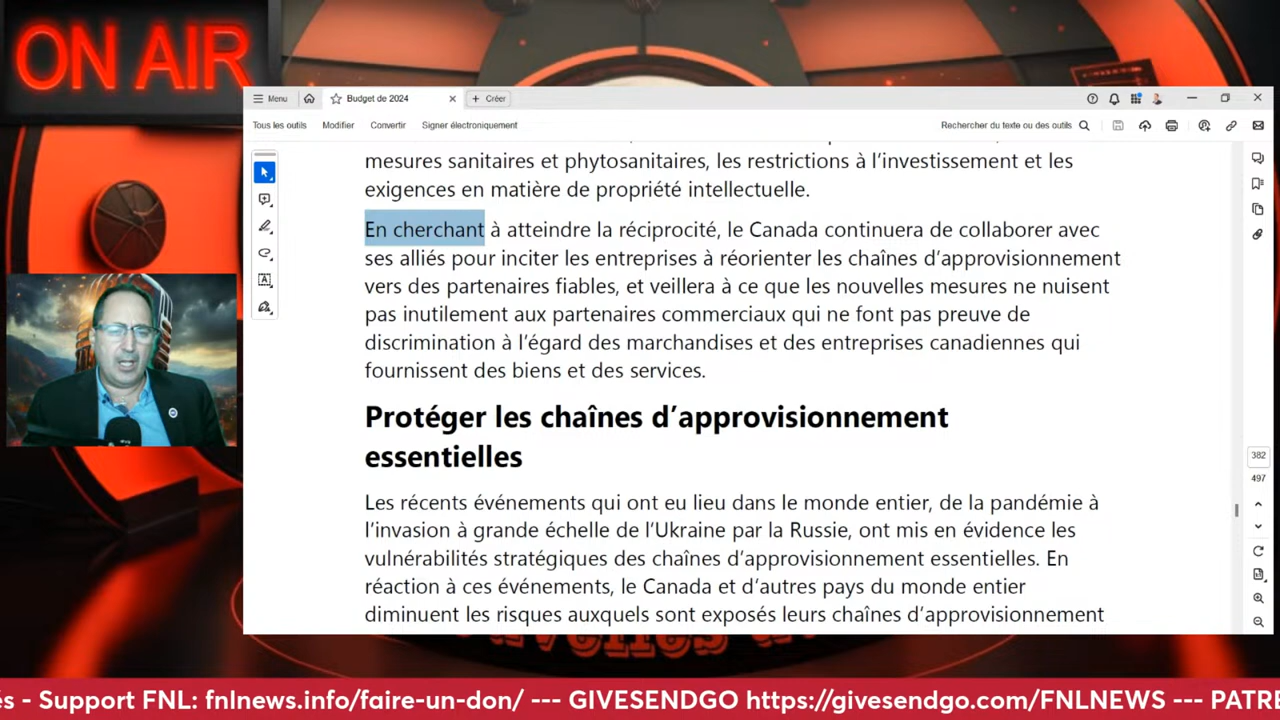 ON AIR
Menu
Budget de 2024
Créer
Tous les outils
Modifier
Convertir
Signer électroniquement
Rechercher du texte ou des outils
mesures sanitaires et phytosanitaires, les restrictions à l’investissement et les
exigences en matière de propriété intellectuelle.
En cherchant à atteindre la réciprocité, le Canada continuera de collaborer avec
ses alliés pour inciter les entreprises à réorienter les chaînes d’approvisionnement
vers des partenaires fiables, et veillera à ce que les nouvelles mesures ne nuisent
pas inutilement aux partenaires commerciaux qui ne font pas preuve de
discrimination à l’égard des marchandises et des entreprises canadiennes qui
fournissent des biens et des services.
Protéger les chaînes d’approvisionnement
essentielles
Les récents événements qui ont eu lieu dans le monde entier, de la pandémie à
l’invasion à grande échelle de l’Ukraine par la Russie, ont mis en évidence les
vulnérabilités stratégiques des chaînes d’approvisionnement essentielles. En
réaction à ces événements, le Canada et d’autres pays du monde entier
diminuent les risques auxquels sont exposés leurs chaînes d’approvisionnement
382
497
és - Support FNL: fnlnews.info/faire-un-don/ --- GIVESENDGO https://givesendgo.com/FNLNEWS --- PATRE